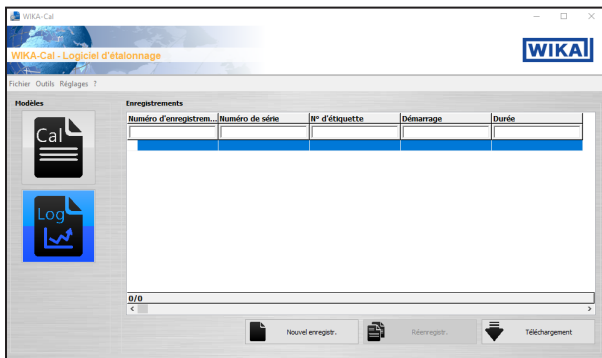 WIKA-Cal
WIKA-Cal - Logiciel d'étalonnage
WIKA
Fichier Outils Réglages ?
Modèles
Enregistrements
Cal
Log
Numéro d'enregistrem... Numéro de série N° d'étiquette Démarrage Durée
0/0
Nouvel enregistr. Réenregistr. Téléchargement